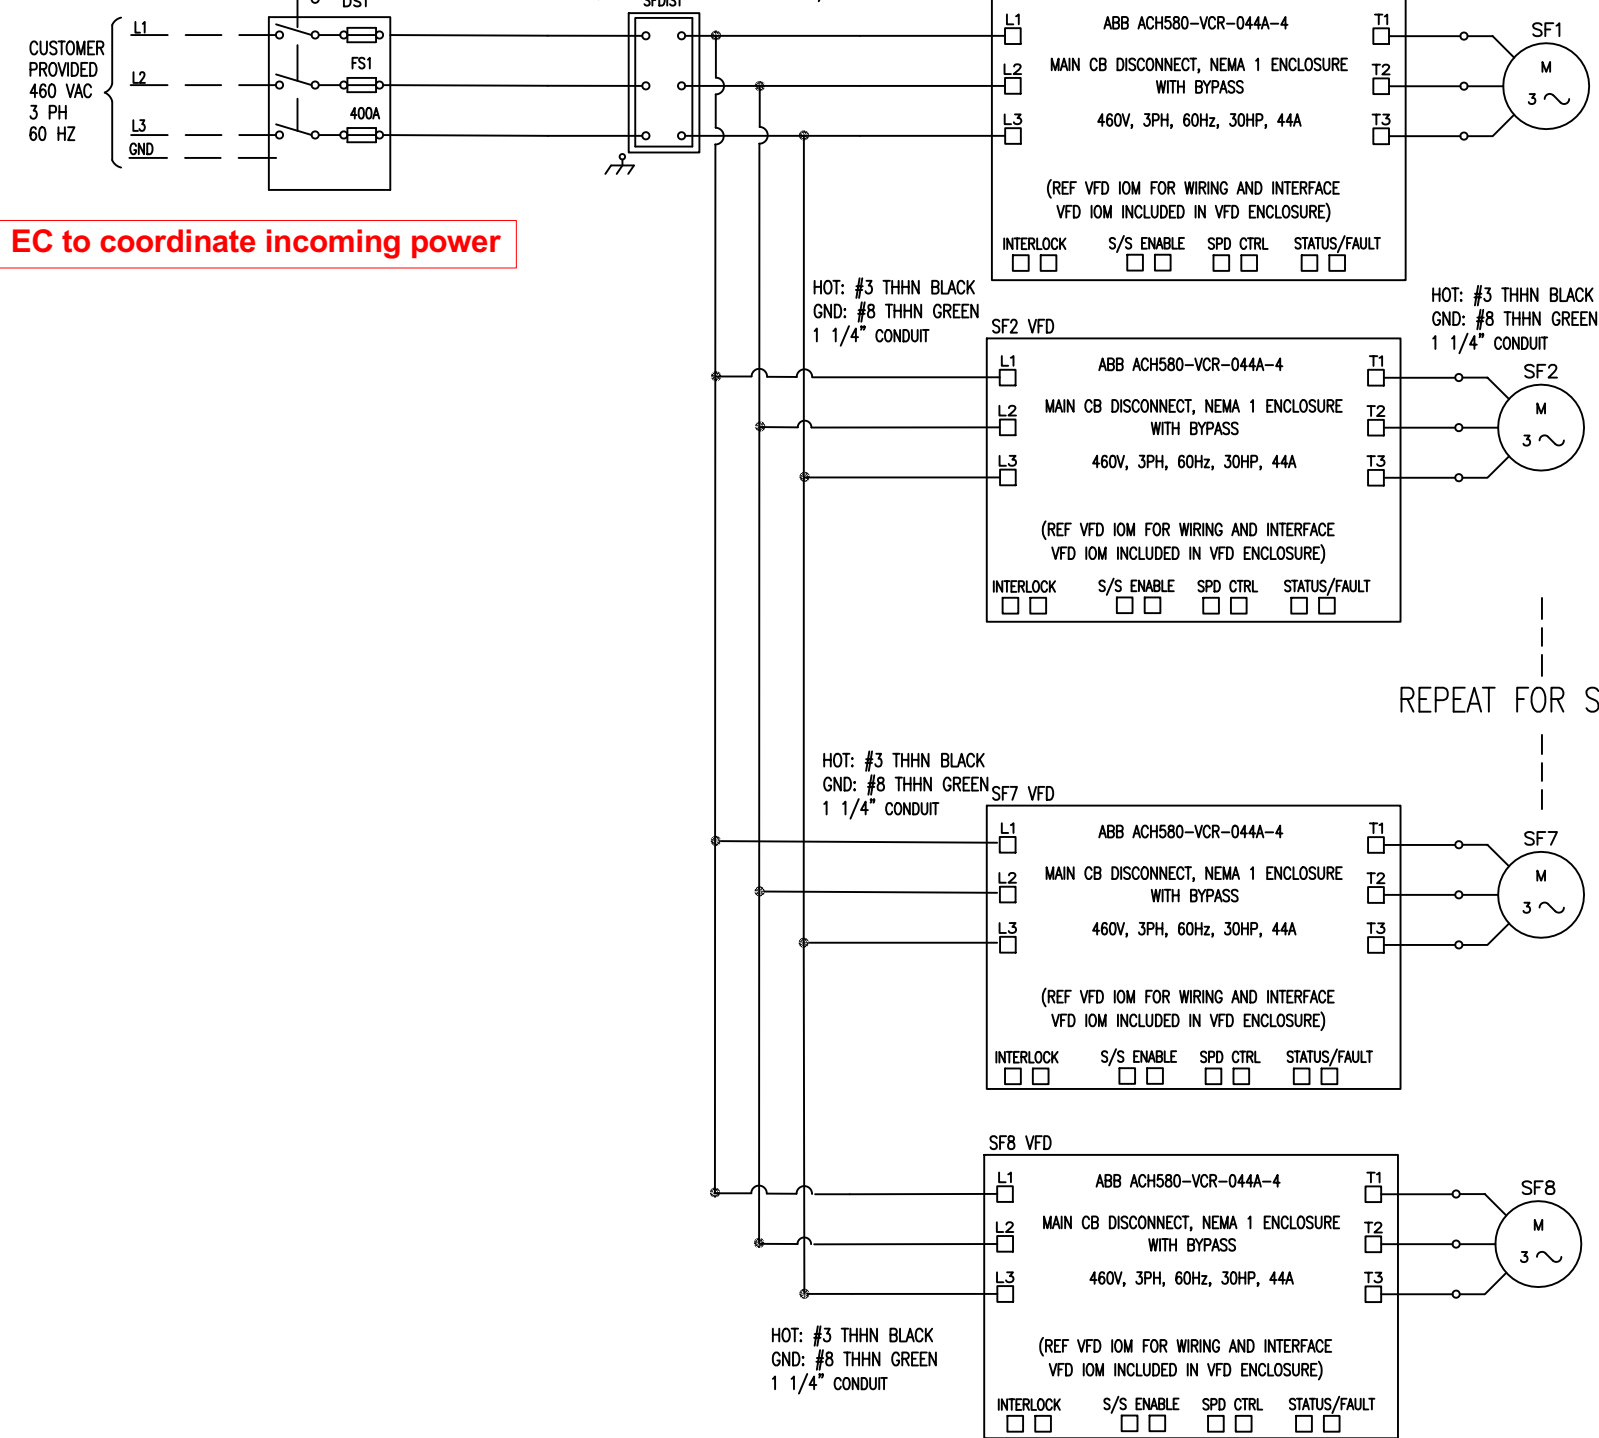 DS1
SFDIST
CUSTOMER
PROVIDED
460 VAC
3 PH
60 HZ
L1
L2
L3
GND
FS1
400A
EC to coordinate incoming power
L1
L2
L3
ABB ACH580-VCR-044A-4
MAIN CB DISCONNECT, NEMA 1 ENCLOSURE
WITH BYPASS
460V, 3PH, 60Hz, 30HP, 44A
(REF VFD IOM FOR WIRING AND INTERFACE
VFD IOM INCLUDED IN VFD ENCLOSURE)
INTERLOCK S/S ENABLE SPD CTRL STATUS/FAULT
T1
T2
T3
SF1
M
3
HOT: #3 THHN BLACK
GND: #8 THHN GREEN
1 1/4" CONDUIT
SF2 VFD
L1
L2
L3
ABB ACH580-VCR-044A-4
MAIN CB DISCONNECT, NEMA 1 ENCLOSURE
WITH BYPASS
460V, 3PH, 60Hz, 30HP, 44A
(REF VFD IOM FOR WIRING AND INTERFACE
VFD IOM INCLUDED IN VFD ENCLOSURE)
INTERLOCK S/S ENABLE SPD CTRL STATUS/FAULT
T1
T2
T3
HOT: #3 THHN BLACK
GND: #8 THHN GREEN
1 1/4" CONDUIT
SF2
M
3
REPEAT FOR S
HOT: #3 THHN BLACK
GND: #8 THHN GREEN
1 1/4" CONDUIT
SF7 VFD
L1
L2
L3
ABB ACH580-VCR-044A-4
MAIN CB DISCONNECT, NEMA 1 ENCLOSURE
WITH BYPASS
460V, 3PH, 60Hz, 30HP, 44A
(REF VFD IOM FOR WIRING AND INTERFACE
VFD IOM INCLUDED IN VFD ENCLOSURE)
INTERLOCK S/S ENABLE SPD CTRL STATUS/FAULT
T1
T2
T3
SF7
M
3
SF8 VFD
L1
L2
L3
ABB ACH580-VCR-044A-4
MAIN CB DISCONNECT, NEMA 1 ENCLOSURE
WITH BYPASS
460V, 3PH, 60Hz, 30HP, 44A
(REF VFD IOM FOR WIRING AND INTERFACE
VFD IOM INCLUDED IN VFD ENCLOSURE)
INTERLOCK S/S ENABLE SPD CTRL STATUS/FAULT
T1
T2
T3
SF8
M
3
HOT: #3 THHN BLACK
GND: #8 THHN GREEN
1 1/4" CONDUIT